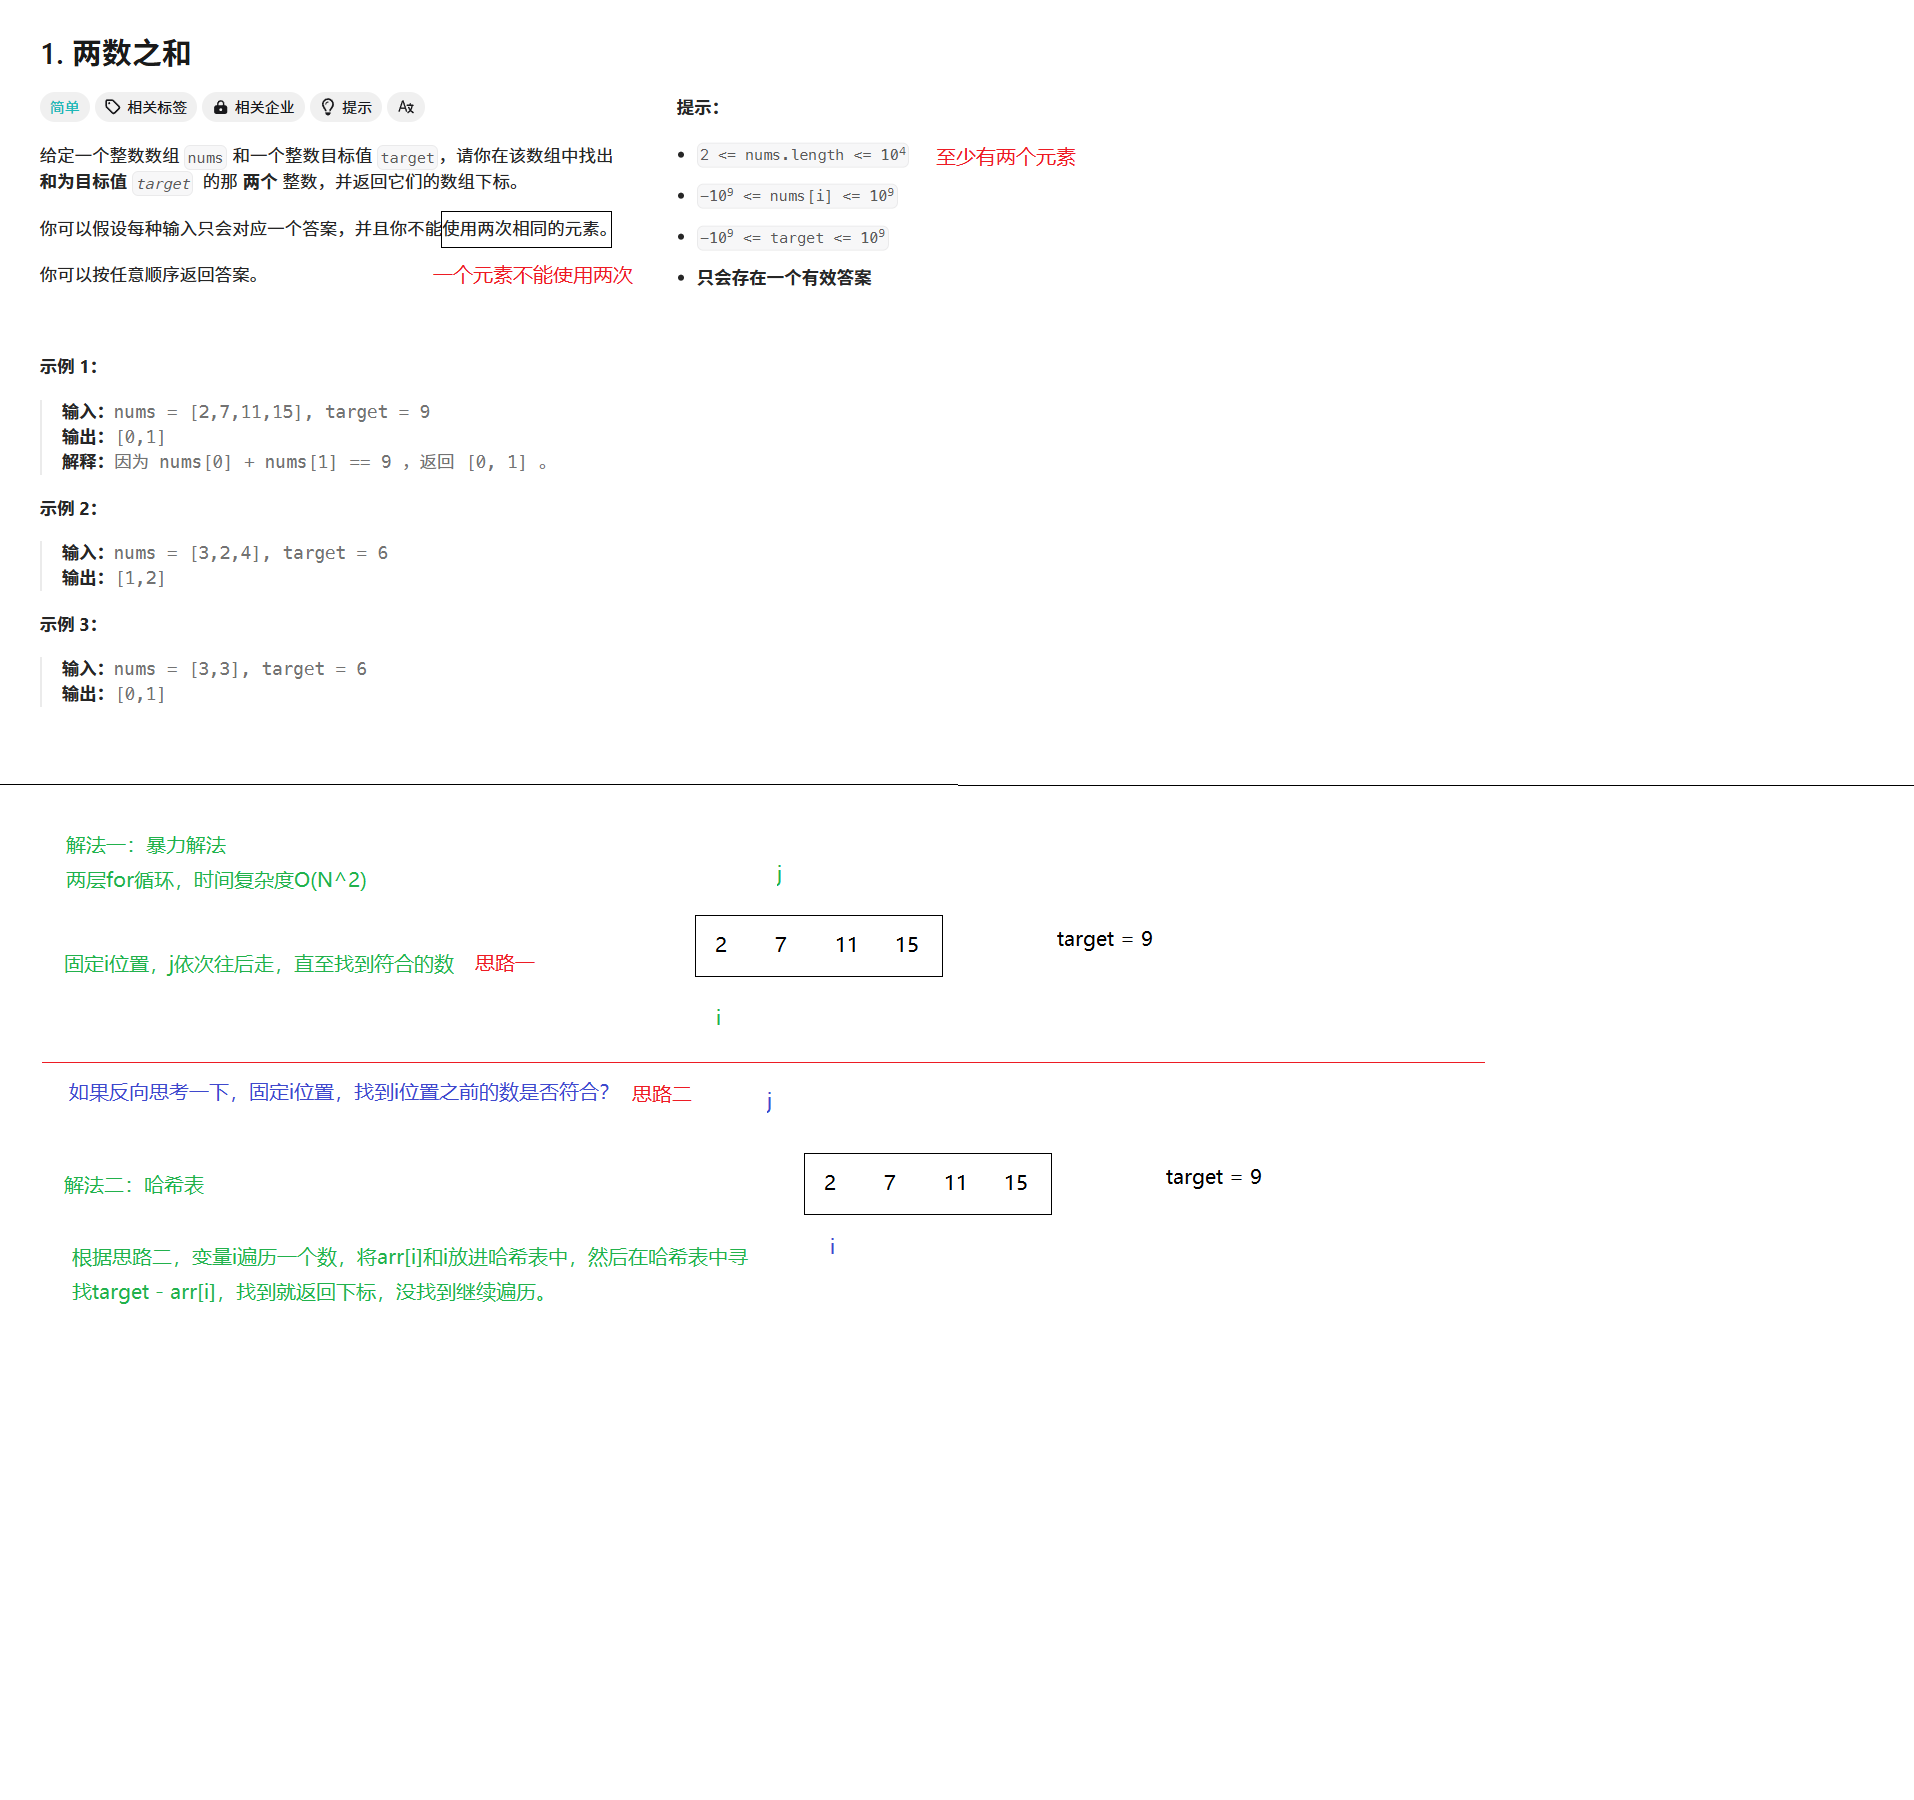 1. 两数之和
简单 相关标签 相关企业 提示
给定一个整数数组 nums 和一个整数目标值 target，请你在该数组中找出
和为目标值 target 的那 两个 整数，并返回它们的数组下标。
你可以假设每种输入只会对应一个答案，并且你不能使用两次相同的元素。
你可以按任意顺序返回答案。
一个元素不能使用两次
提示：
2 <= nums.length <= 10⁴ 至少有两个元素
-10⁹ <= nums[i] <= 10⁹
-10⁹ <= target <= 10⁹
只会存在一个有效答案
示例 1：
输入：nums = [2,7,11,15], target = 9
输出：[0,1]
解释：因为 nums[0] + nums[1] == 9 ，返回 [0, 1] 。
示例 2：
输入：nums = [3,2,4], target = 6
输出：[1,2]
示例 3：
输入：nums = [3,3], target = 6
输出：[0,1]
解法一：暴力解法
两层for循环，时间复杂度O(N^2)
固定i位置，j依次往后走，直至找到符合的数 思路一
j
2 7 11 15
target = 9
i
如果反向思考一下，固定i位置，找到i位置之前的数是否符合？ 思路二
j
2 7 11 15
target = 9
i
解法二：哈希表
根据思路二，变量i遍历一个数，将arr[i]和i放进哈希表中，然后在哈希表中寻
找target - arr[i]，找到就返回下标，没找到继续遍历。